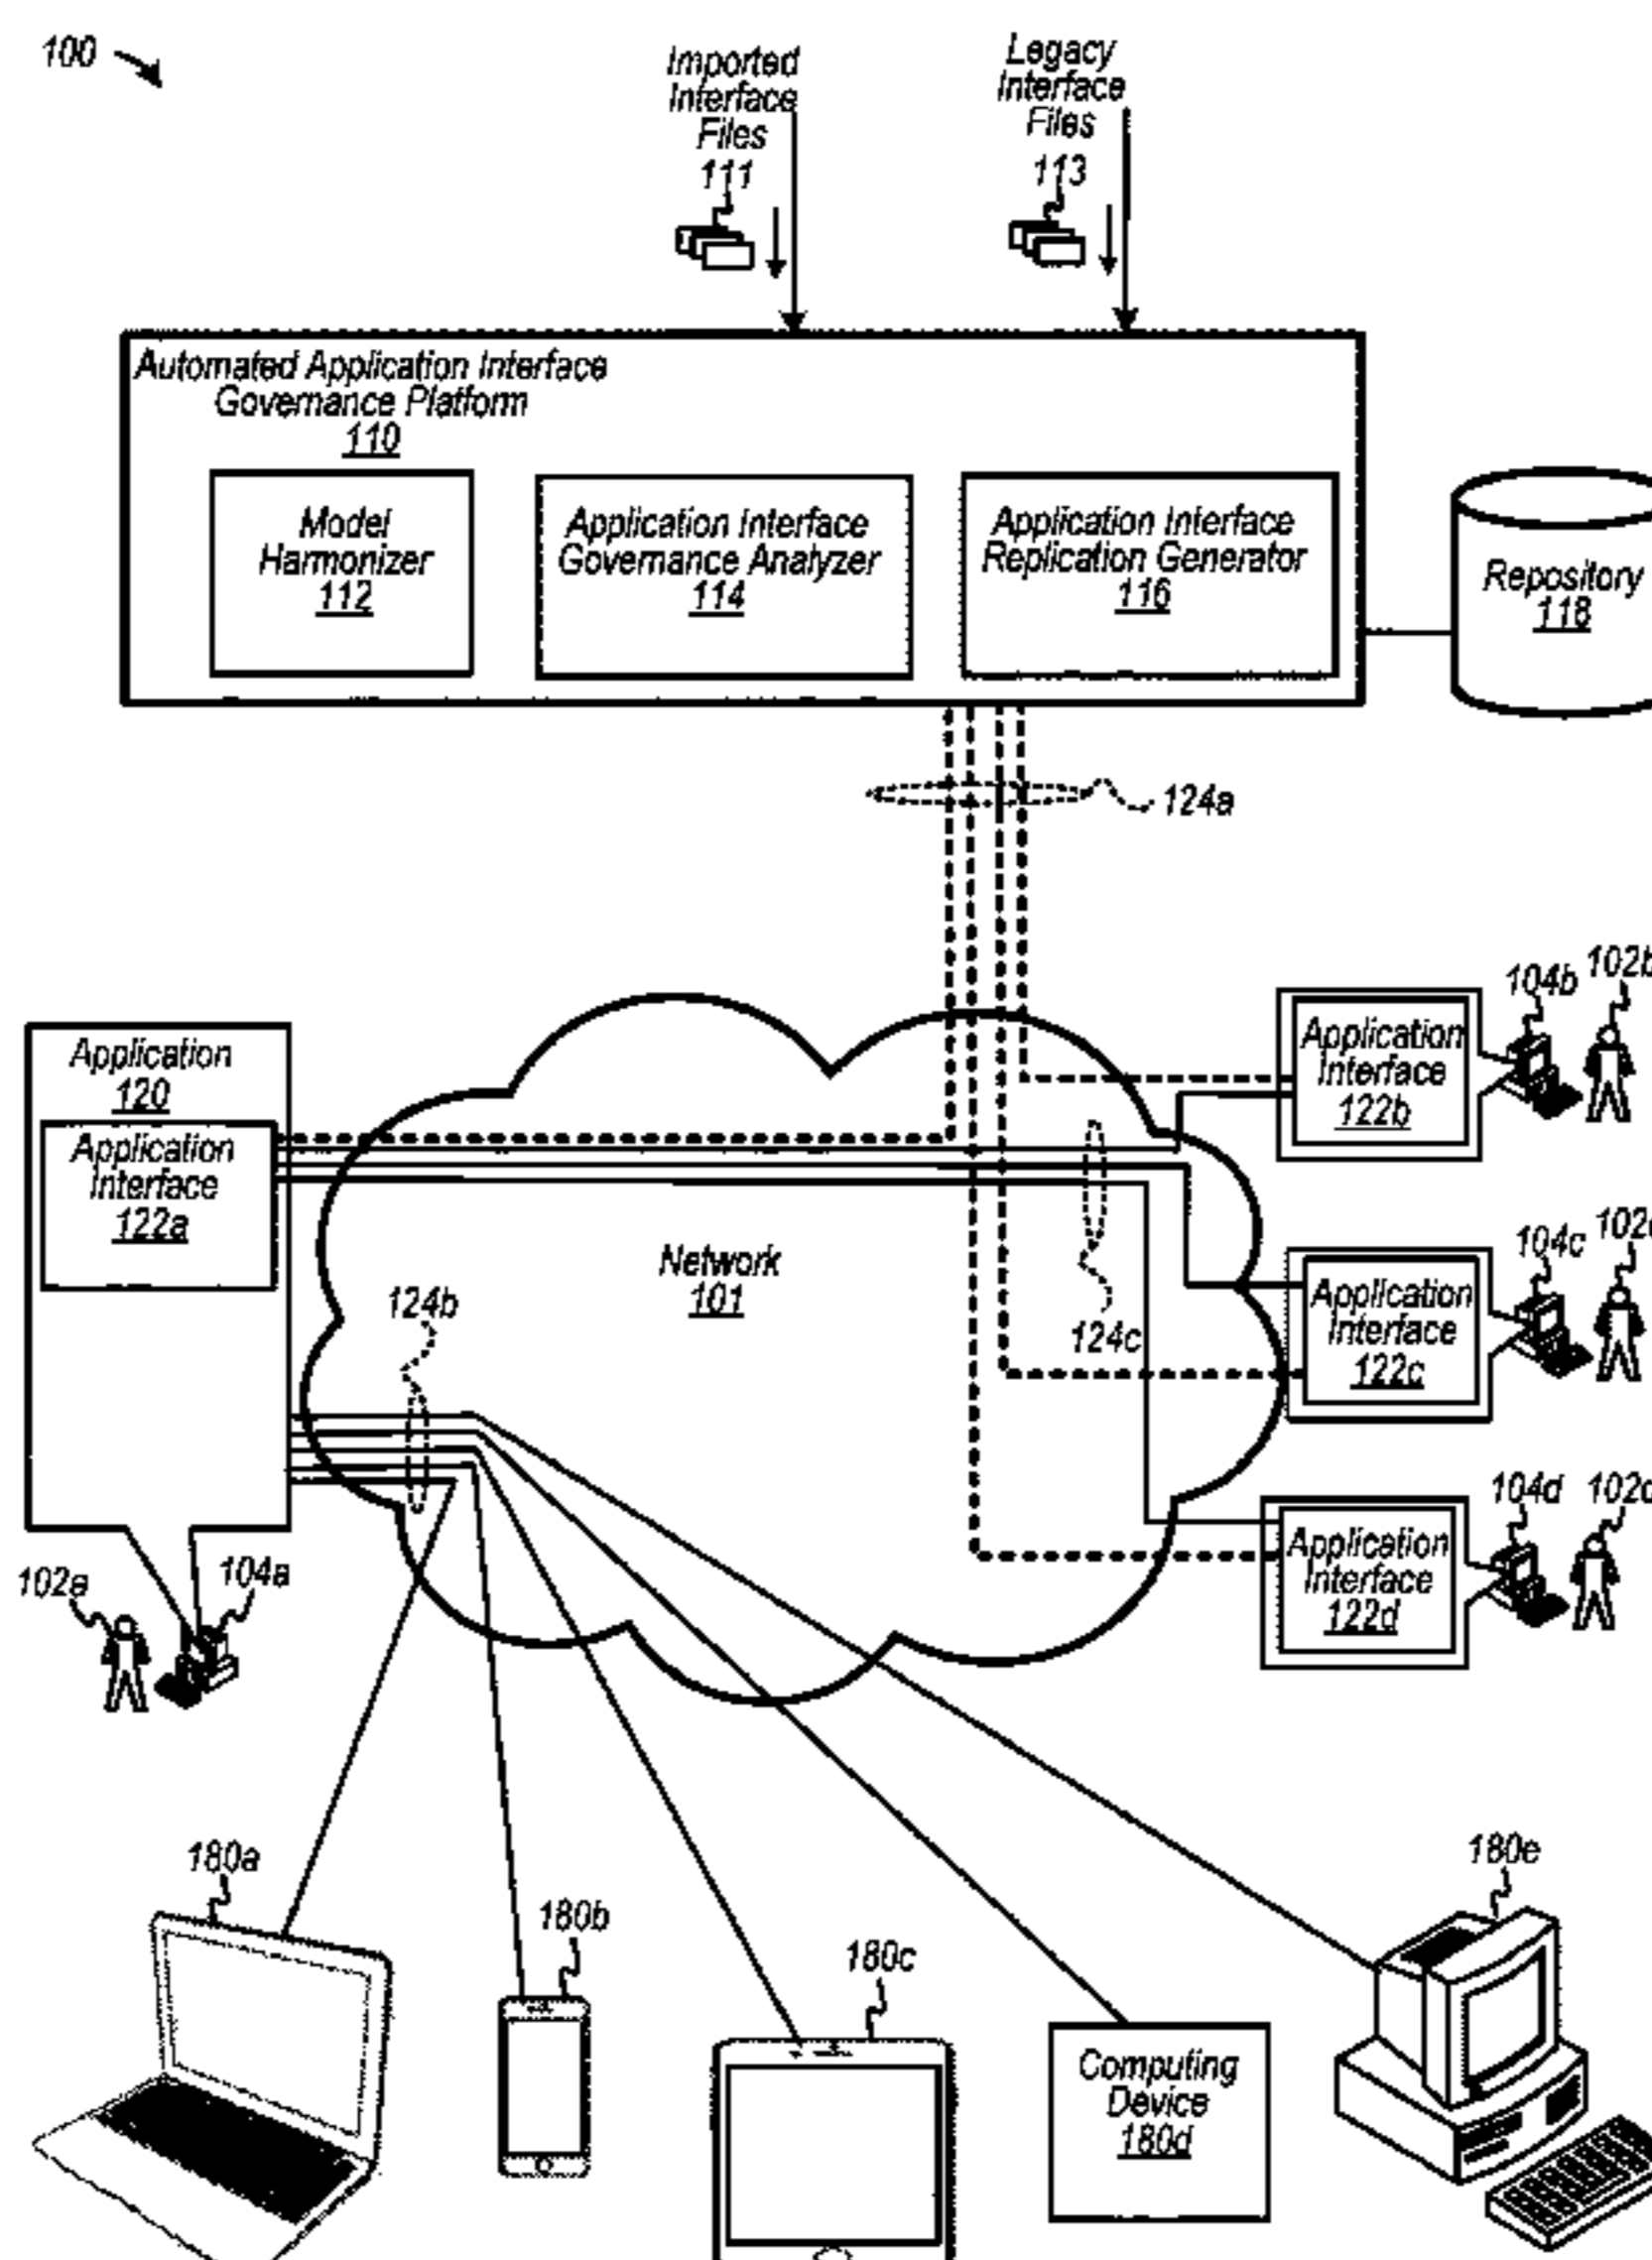 100
Imported
Interface
Files
111
Legacy
Interface
Files
113
Automated Application Interface
Governance Platform
110
Model
Harmonizer
112
Application Interface
Governance Analyzer
114
Application Interface
Replication Generator
116
Repository
118
124a
Application
120
Application
Interface
122a
Network
101
124b
124c
Application
Interface
122b
104b
102b
Application
Interface
122c
104c
102c
Application
Interface
122d
104d
102d
102a
104a
180a
180b
180c
Computing
Device
180d
180e